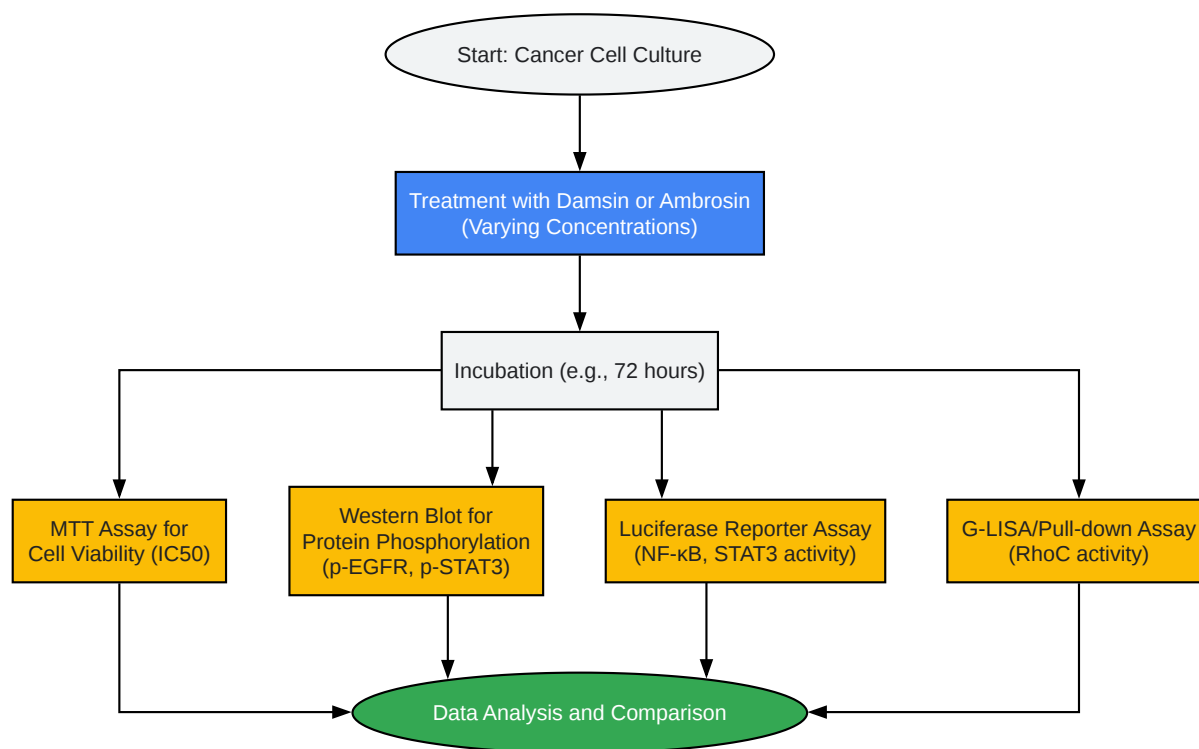 Start: Cancer Cell Culture
Treatment with Damsin or Ambrosin
(Varying Concentrations)
Incubation (e.g., 72 hours)
MTT Assay for
Cell Viability (IC50)
Western Blot for
Protein Phosphorylation
(p-EGFR, p-STAT3)
Luciferase Reporter Assay
(NF-κB, STAT3 activity)
G-LISA/Pull-down Assay
(RhoC activity)
Data Analysis and Comparison